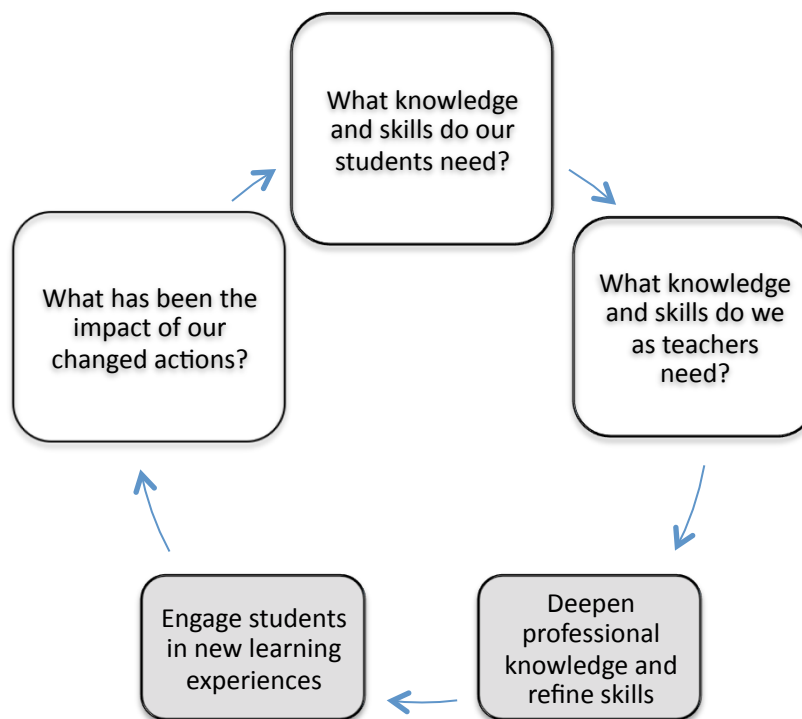 What knowledge
and skills do our
students need?
What knowledge
and skills do we
as teachers
need?
Deepen
professional
knowledge and
refine skills
Engage students
in new learning
experiences
What has been the
impact of our
changed actions?